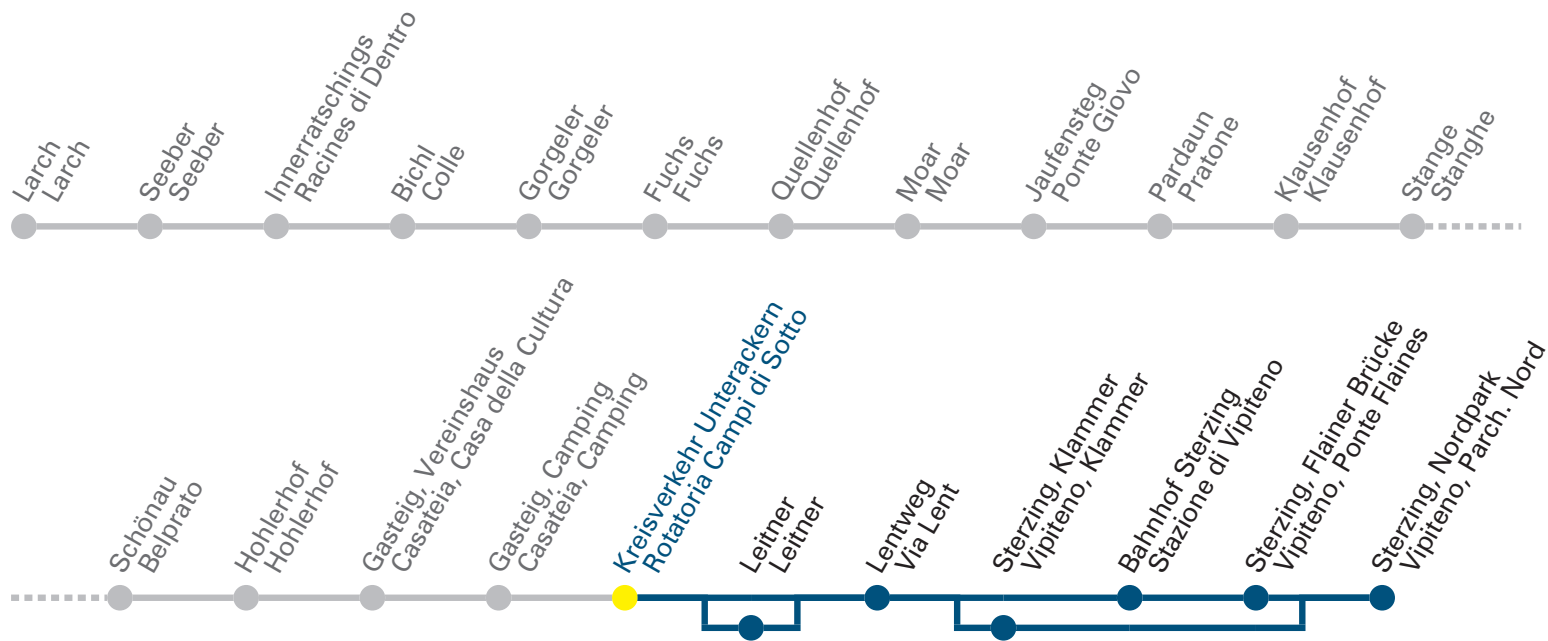 Larch
Larch
Seeber
Seeber
Innerratschings
Racines di Dentro
Bichl
Colle
Gorgeler
Gorgeler
Fuchs
Fuchs
Quellenhof
Quellenhof
Moar
Moar
Jaufensteg
Ponte Giovo
Pardaun
Pratone
Klausenhof
Klausenhof
Stange
Stanghe
Schönau
Belprato
Hohlerhof
Hohlerhof
Gasteig, Vereinshaus
Casateia, Casa della Cultura
Gasteig, Camping
Casateia, Camping
Kreisverkehr Unterackern
Rotatoria Campi di Sotto
Leitner
Leitner
Lentweg
Via Lent
Sterzing, Klammer
Vipiteno, Klammer
Bahnhof Sterzing
Stazione di Vipiteno
Sterzing, Flainer Brücke
Vipiteno, Ponte Flaines
Sterzing, Nordpark
Vipiteno, Parch. Nord